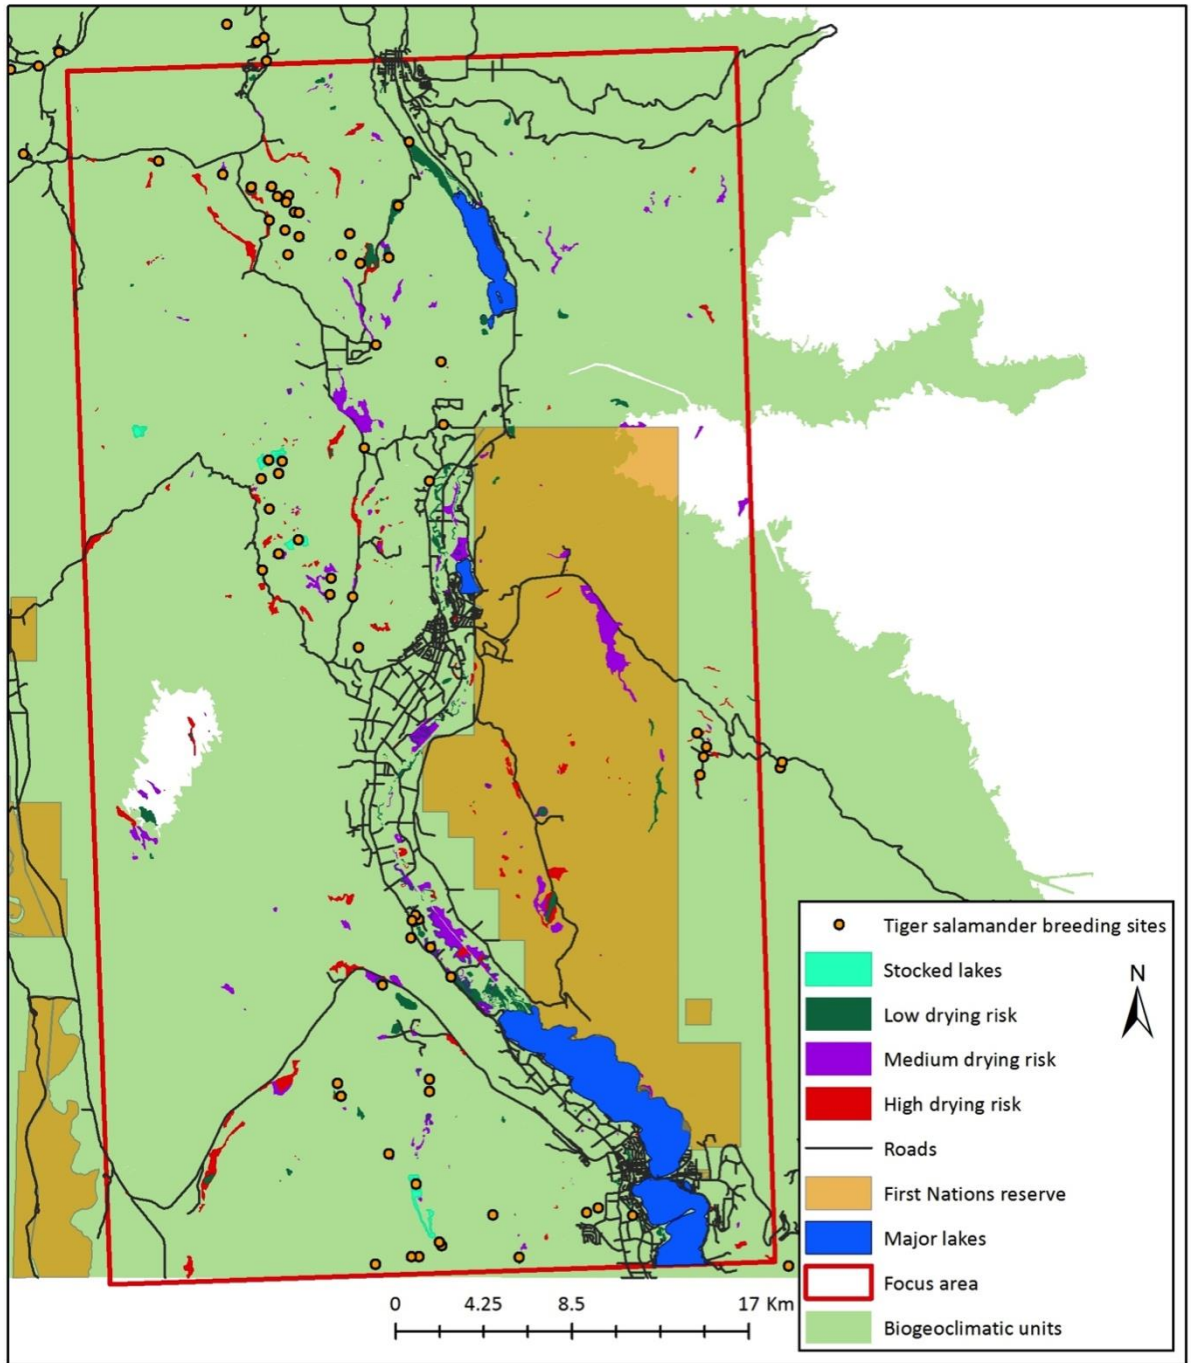 Tiger salamander breeding sites
Stocked lakes
Low drying risk
Medium drying risk
High drying risk
Roads
First Nations reserve
Major lakes
Focus area
Biogeoclimatic units
N
0 4.25 8.5 17 Km